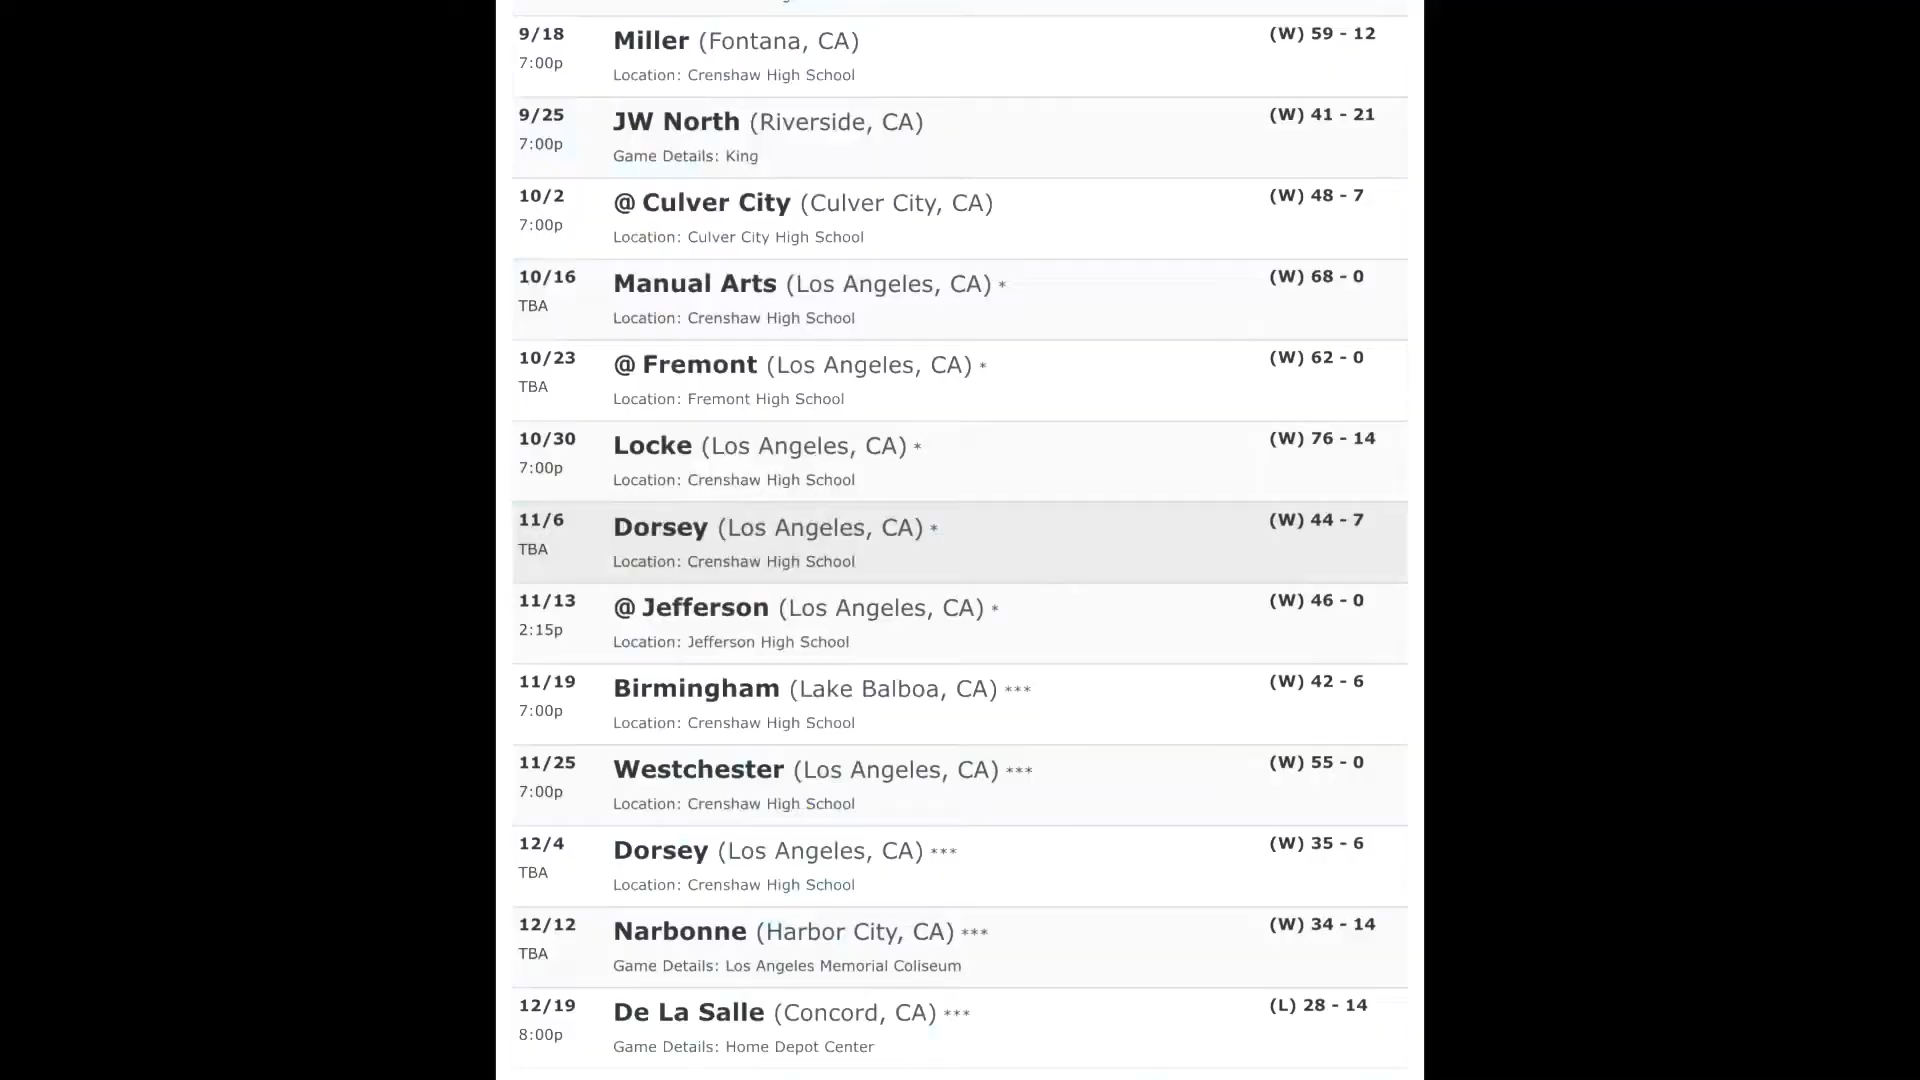 9/18
Miller (Fontana, CA)
(W) 59 - 12
7:00p
Location: Crenshaw High School
9/25
JW North (Riverside, CA)
(W) 41 - 21
7:00p
Game Details: King
10/2
@ Culver City (Culver City, CA)
(W) 48 - 7
7:00p
Location: Culver City High School
10/16
Manual Arts (Los Angeles, CA) *
(W) 68 - 0
TBA
Location: Crenshaw High School
10/23
@ Fremont (Los Angeles, CA) *
(W) 62 - 0
TBA
Location: Fremont High School
10/30
Locke (Los Angeles, CA) *
(W) 76 - 14
7:00p
Location: Crenshaw High School
11/6
Dorsey (Los Angeles, CA) *
(W) 44 - 7
TBA
Location: Crenshaw High School
11/13
@ Jefferson (Los Angeles, CA) *
(W) 46 - 0
2:15p
Location: Jefferson High School
11/19
Birmingham (Lake Balboa, CA) ***
(W) 42 - 6
7:00p
Location: Crenshaw High School
11/25
Westchester (Los Angeles, CA) ***
(W) 55 - 0
7:00p
Location: Crenshaw High School
12/4
Dorsey (Los Angeles, CA) ***
(W) 35 - 6
TBA
Location: Crenshaw High School
12/12
Narbonne (Harbor City, CA) ***
(W) 34 - 14
TBA
Game Details: Los Angeles Memorial Coliseum
12/19
De La Salle (Concord, CA) ***
(L) 28 - 14
8:00p
Game Details: Home Depot Center